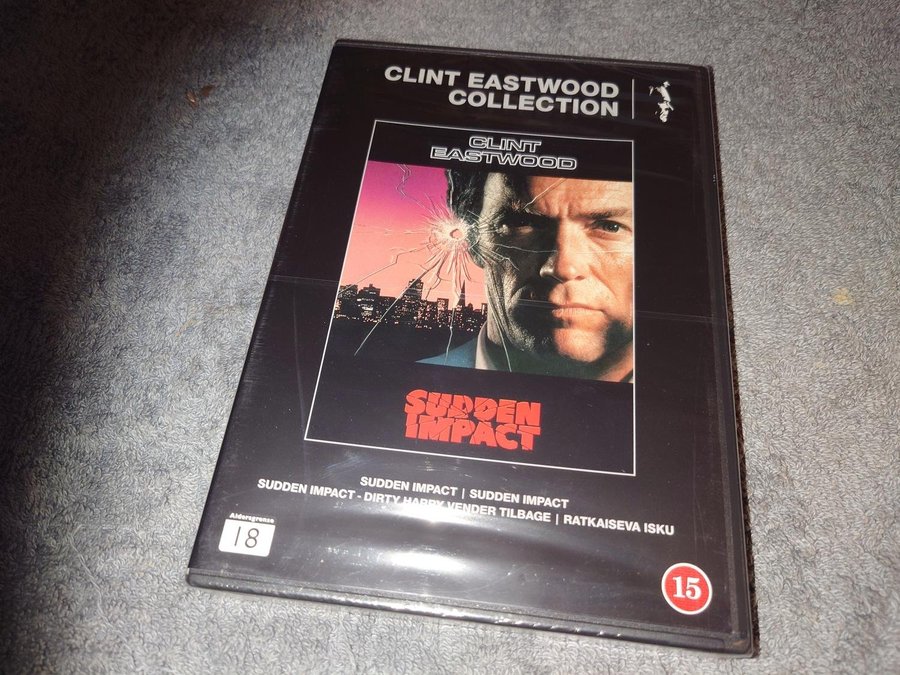 CLINT EASTWOOD
COLLECTION
CLINT
EASTWOOD
SUDDEN
IMPACT
SUDDEN IMPACT | SUDDEN IMPACT
SUDDEN IMPACT - DIRTY HARRY VENDER TILBAGE | RATKAISEVA ISKU
Aldersgrense
18
15